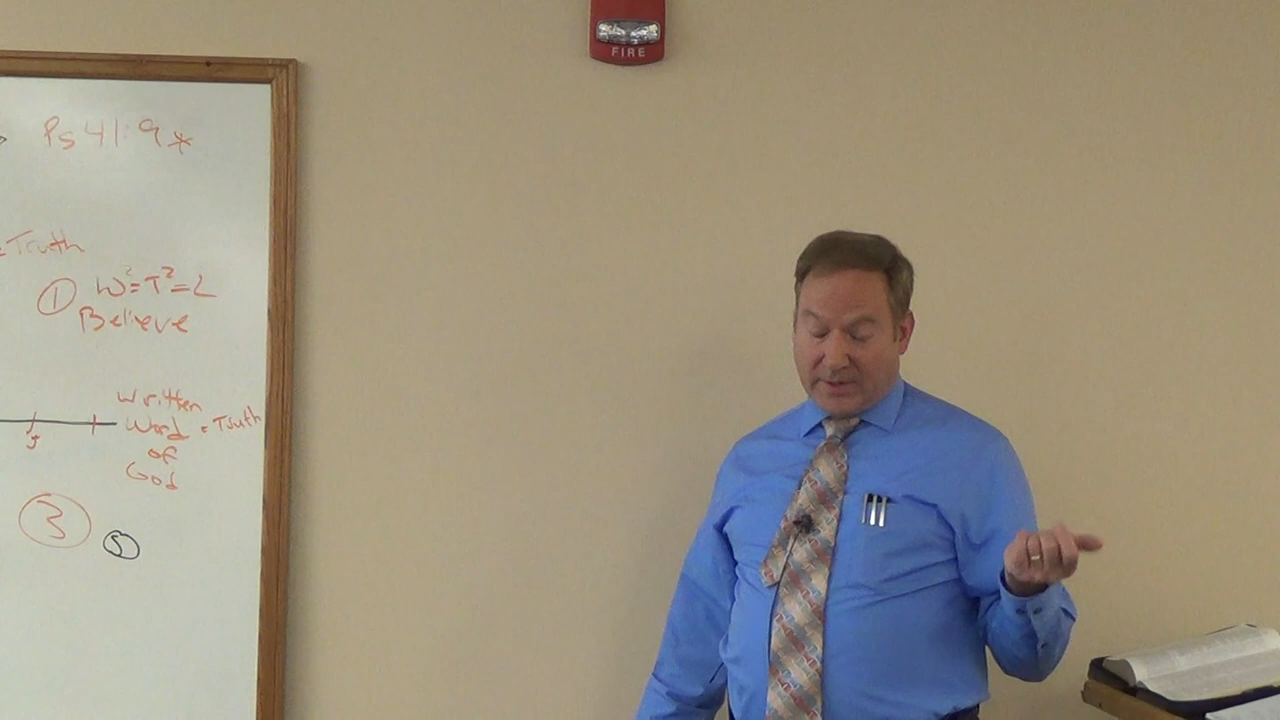 FIRE
Ps 41:9*
=Truth
① W²=T²=L
Believe
Written
Word = Truth
of
God
J
③
⑤